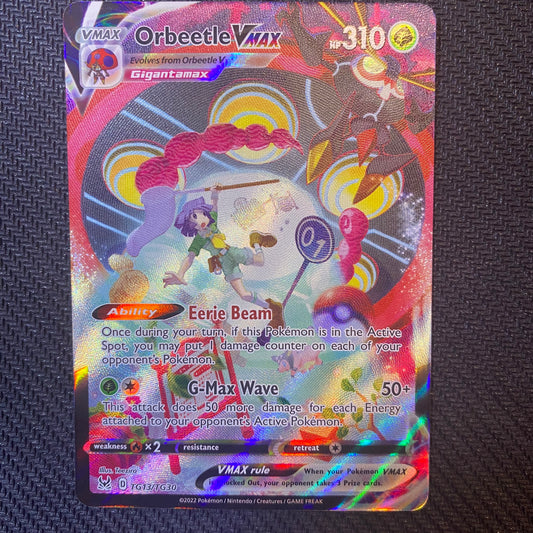 VMAX
Orbeetle VMAX
HP 310
Evolves from Orbeetle V
Gigantamax
01
Ability Eerie Beam
Once during your turn, if this Pokémon is in the Active
Spot, you may put 1 damage counter on each of your
opponent's Pokémon.
G-Max Wave 50+
This attack does 50 more damage for each Energy
attached to your opponent's Active Pokémon.
weakness ×2 resistance retreat
Illus. Teeziro
D TG13/TG30
VMAX rule When your Pokémon VMAX
is Knocked Out, your opponent takes 3 Prize cards.
©2022 Pokémon / Nintendo / Creatures / GAME FREAK